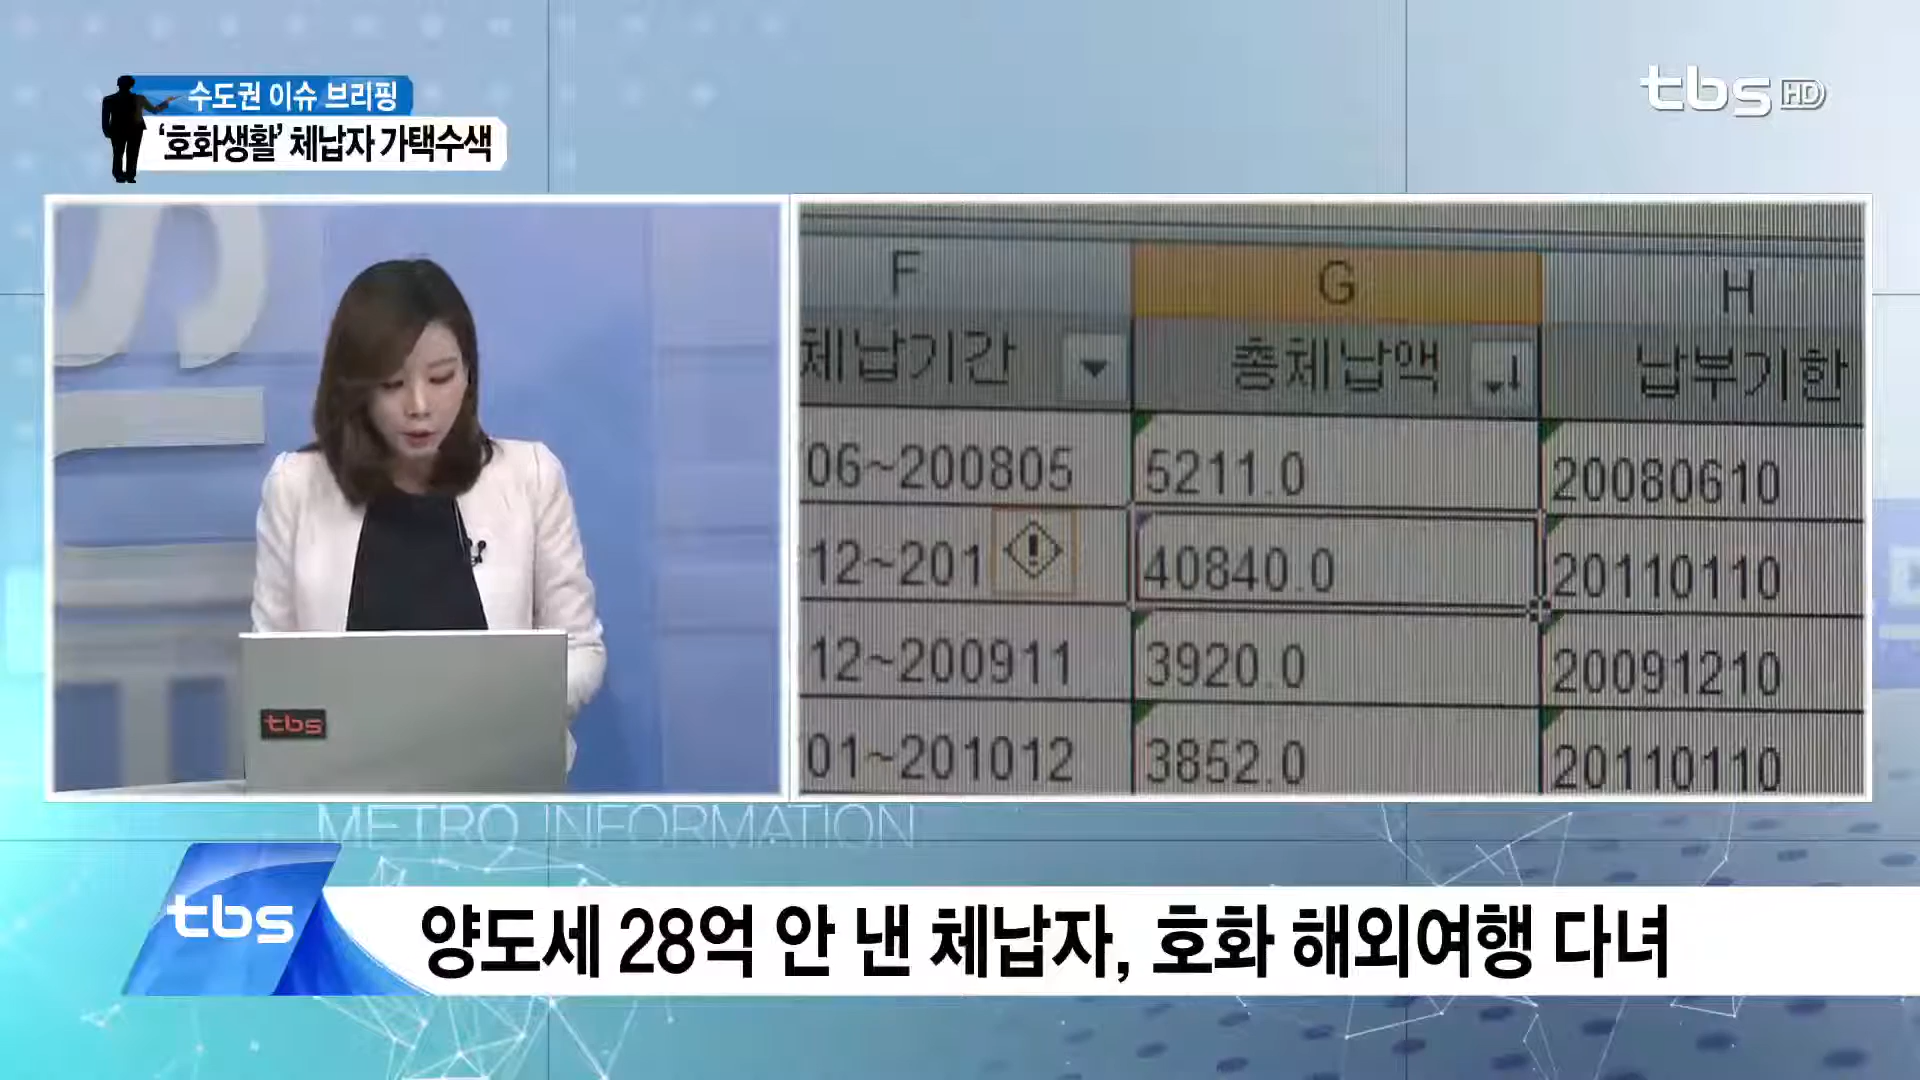 수도권 이슈 브리핑
‘호화생활’ 체납자 가택수색
tbs HD
F G H
체납기간 총체납액 납부기한
06~200805 5211.0 20080610
12~201 40840.0 20110110
12~200911 3920.0 20091210
01~201012 3852.0 20110110
tbs
METRO INFORMATION
tbs
양도세 28억 안 낸 체납자, 호화 해외여행 다녀